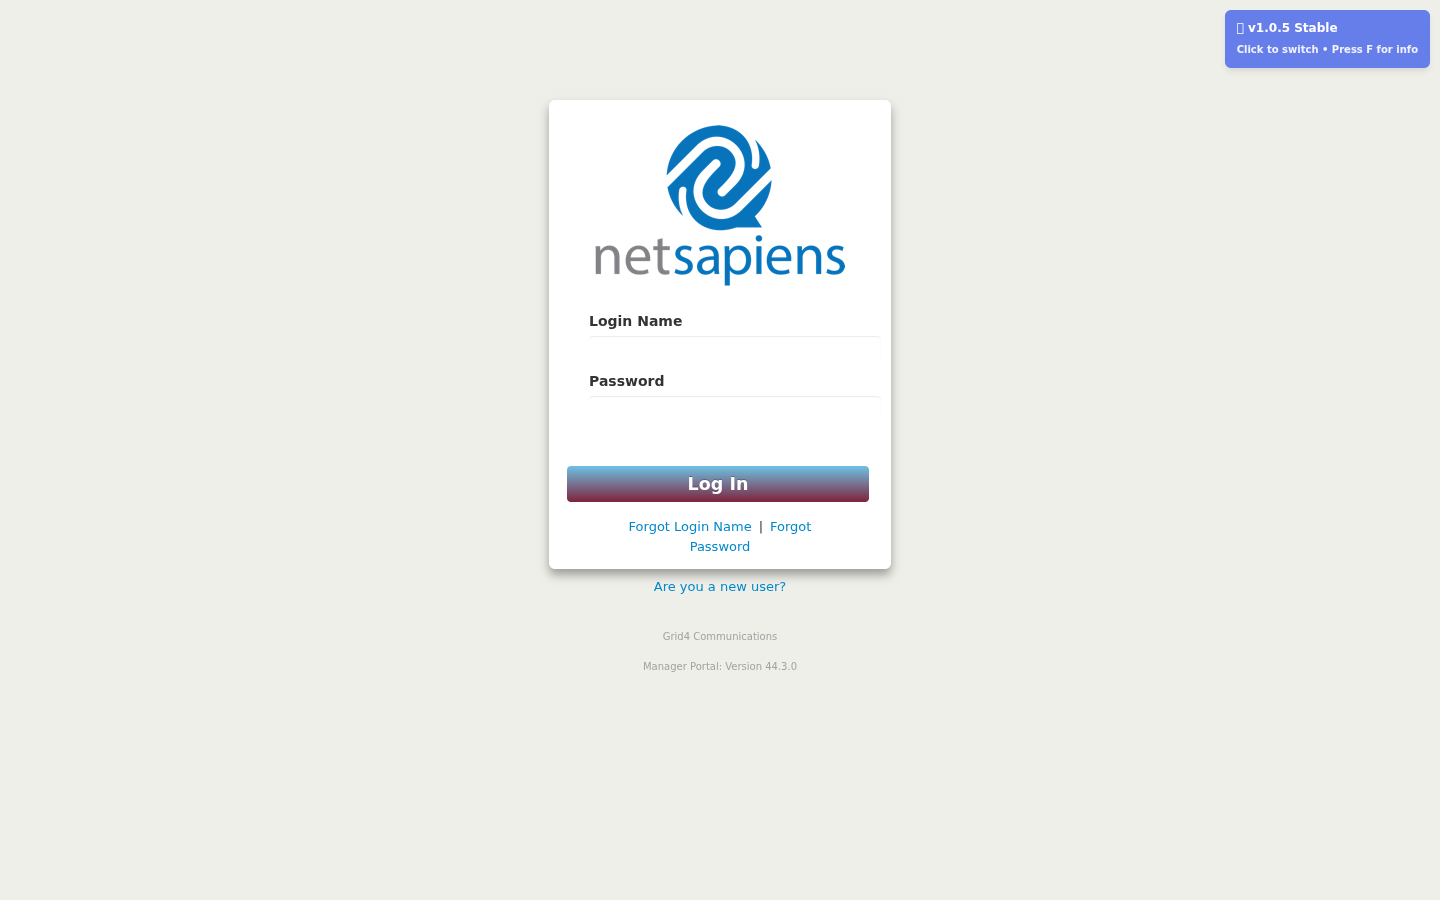 v1.0.5 Stable
Click to switch • Press F for info
netsapiens
Login Name
Password
Log In
Forgot Login Name | Forgot
Password
Are you a new user?
Grid4 Communications
Manager Portal: Version 44.3.0